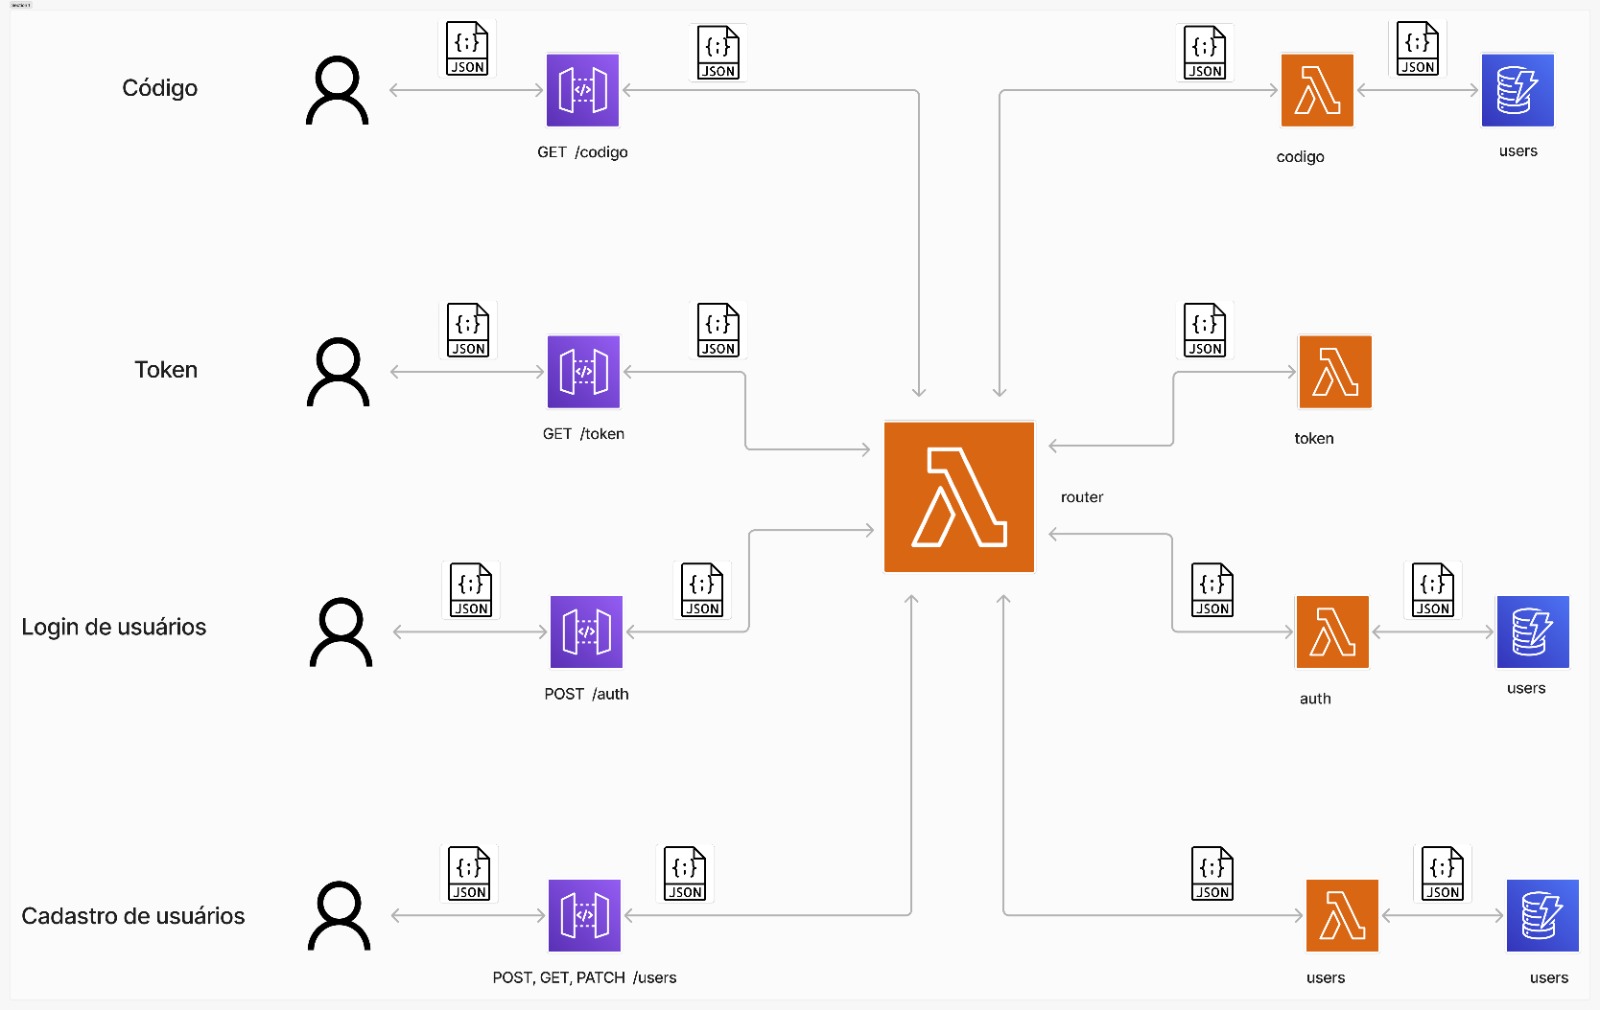 Section 1
Código
{;}
JSON
{;}
JSON
{;}
JSON
{;}
JSON
</>
GET /codigo
codigo
users
Token
{;}
JSON
{;}
JSON
{;}
JSON
</>
GET /token
token
router
Login de usuários
{;}
JSON
{;}
JSON
{;}
JSON
{;}
JSON
</>
POST /auth
auth
users
Cadastro de usuários
{;}
JSON
{;}
JSON
{;}
JSON
{;}
JSON
</>
POST, GET, PATCH /users
users
users